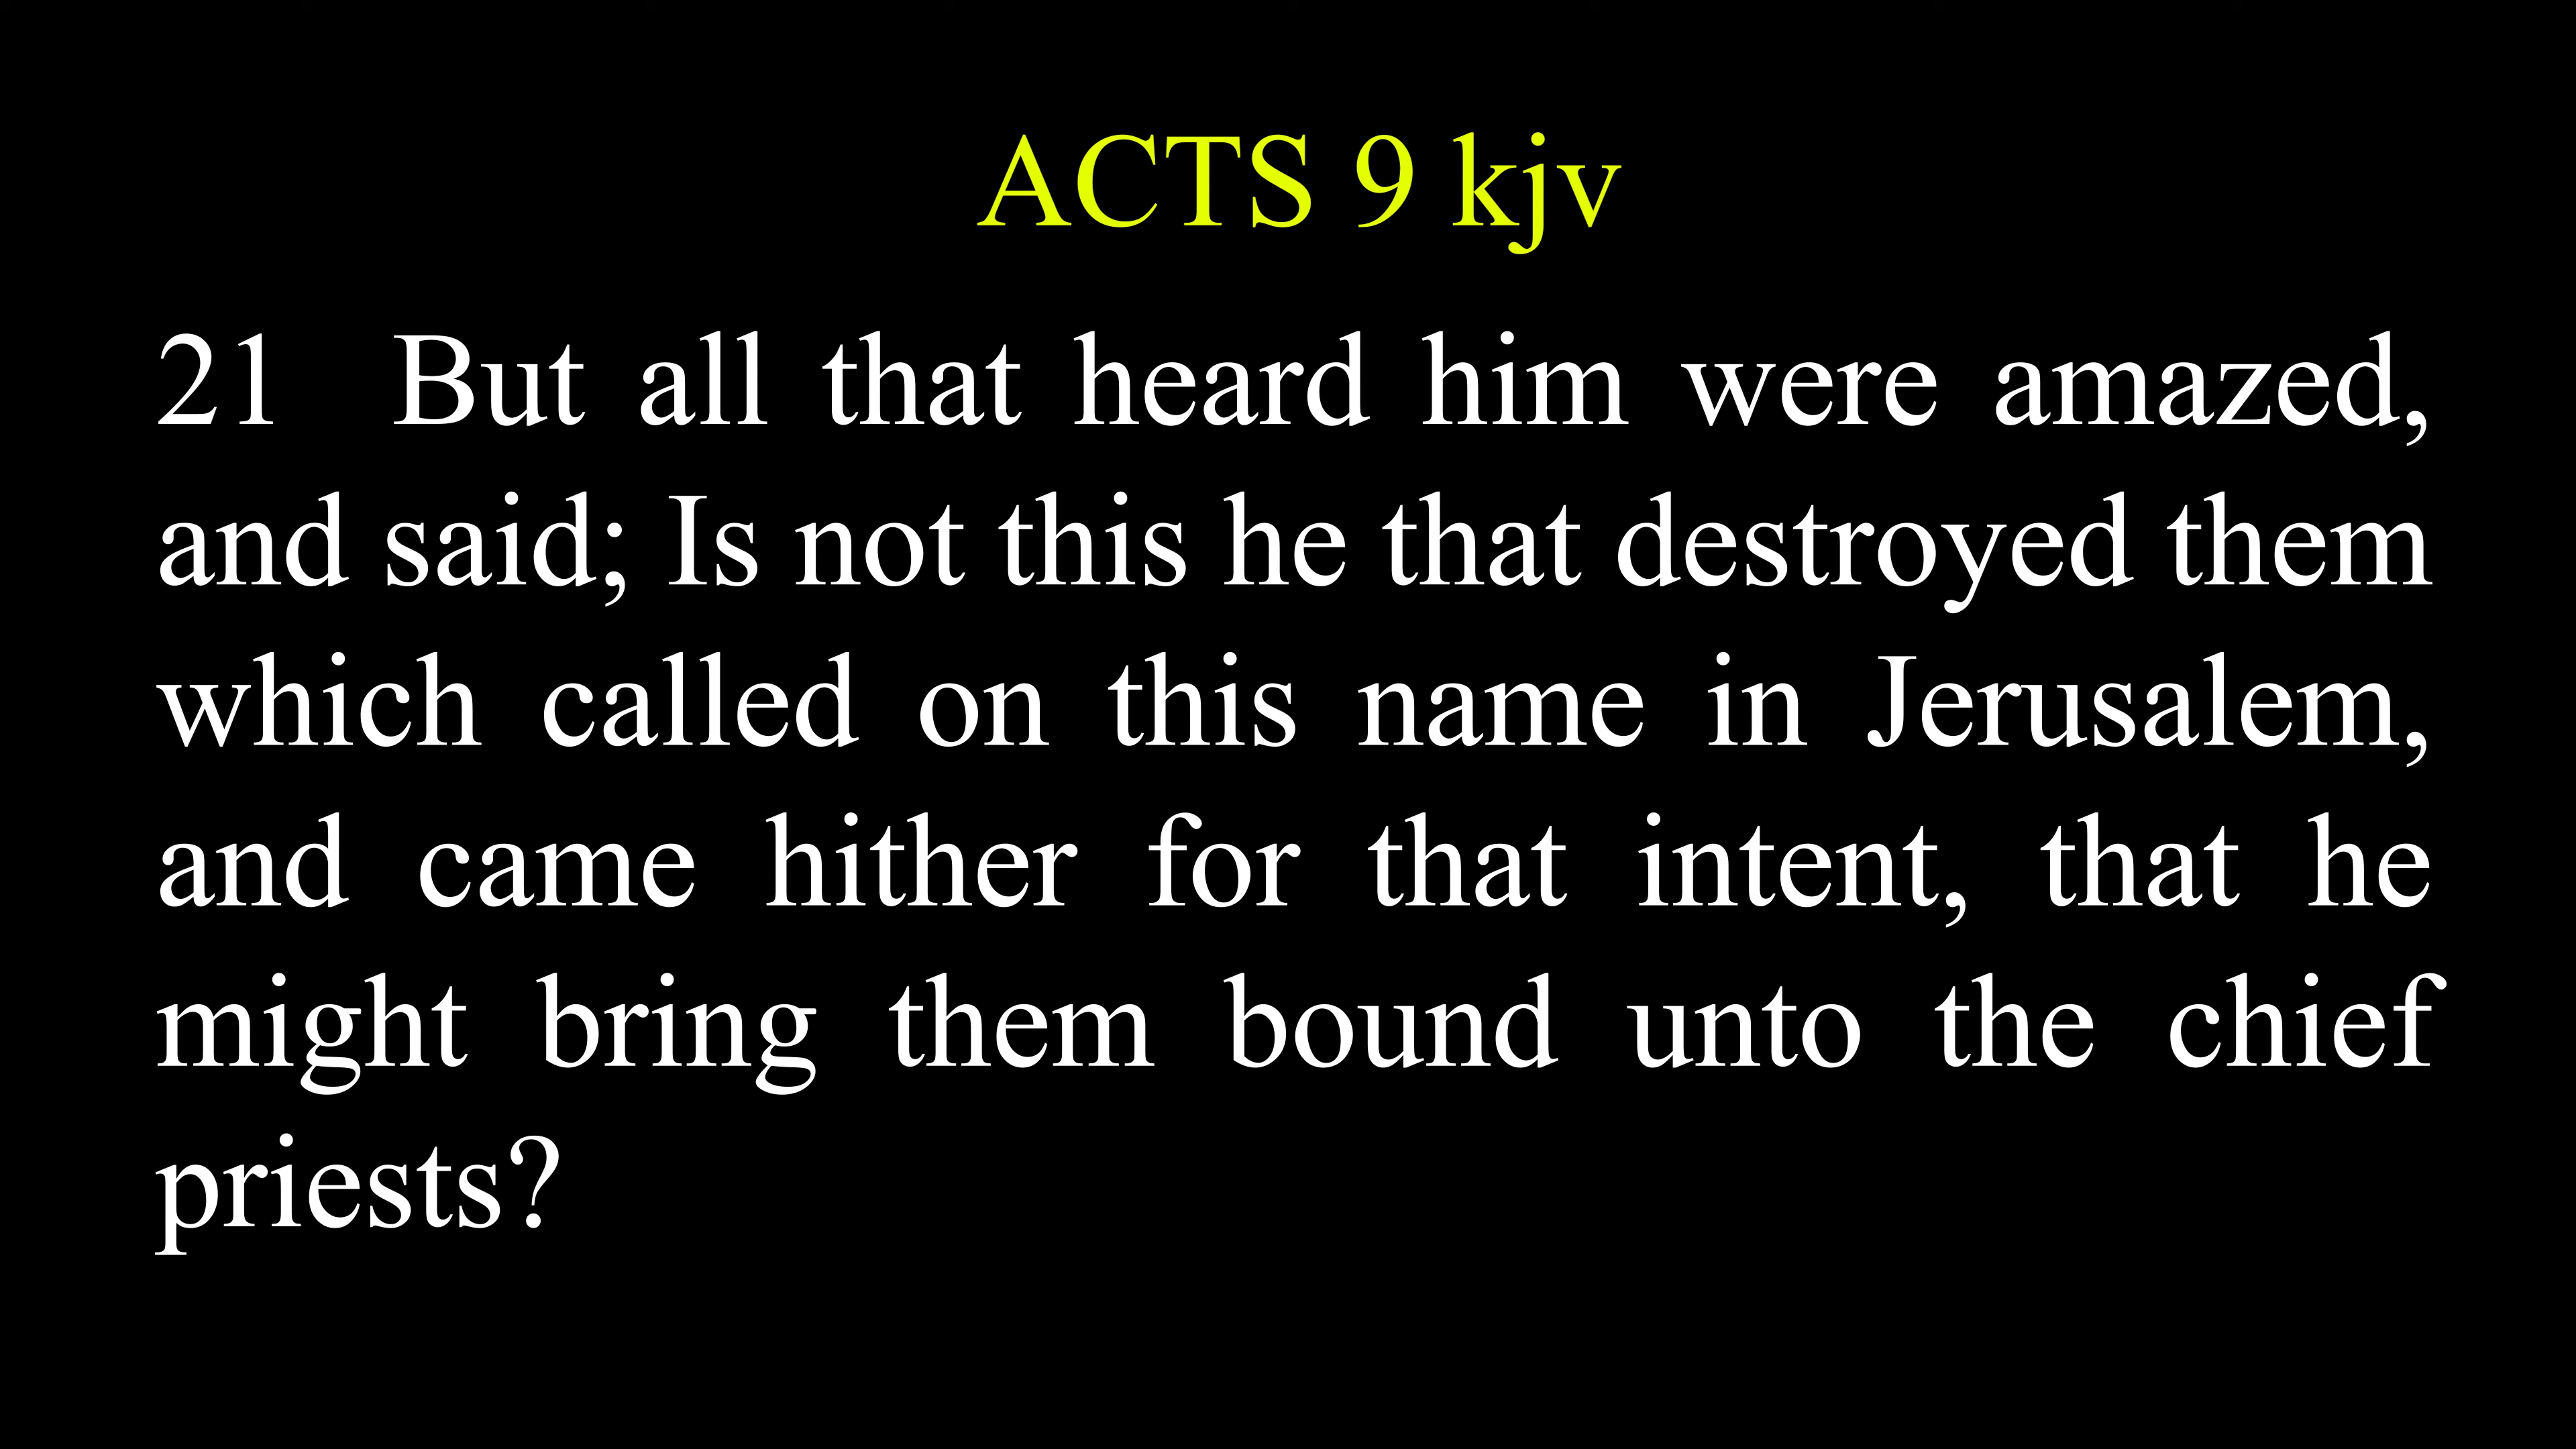 ACTS 9 kjv
21 But all that heard him were amazed,
and said; Is not this he that destroyed them
which called on this name in Jerusalem,
and came hither for that intent, that he
might bring them bound unto the chief
priests?